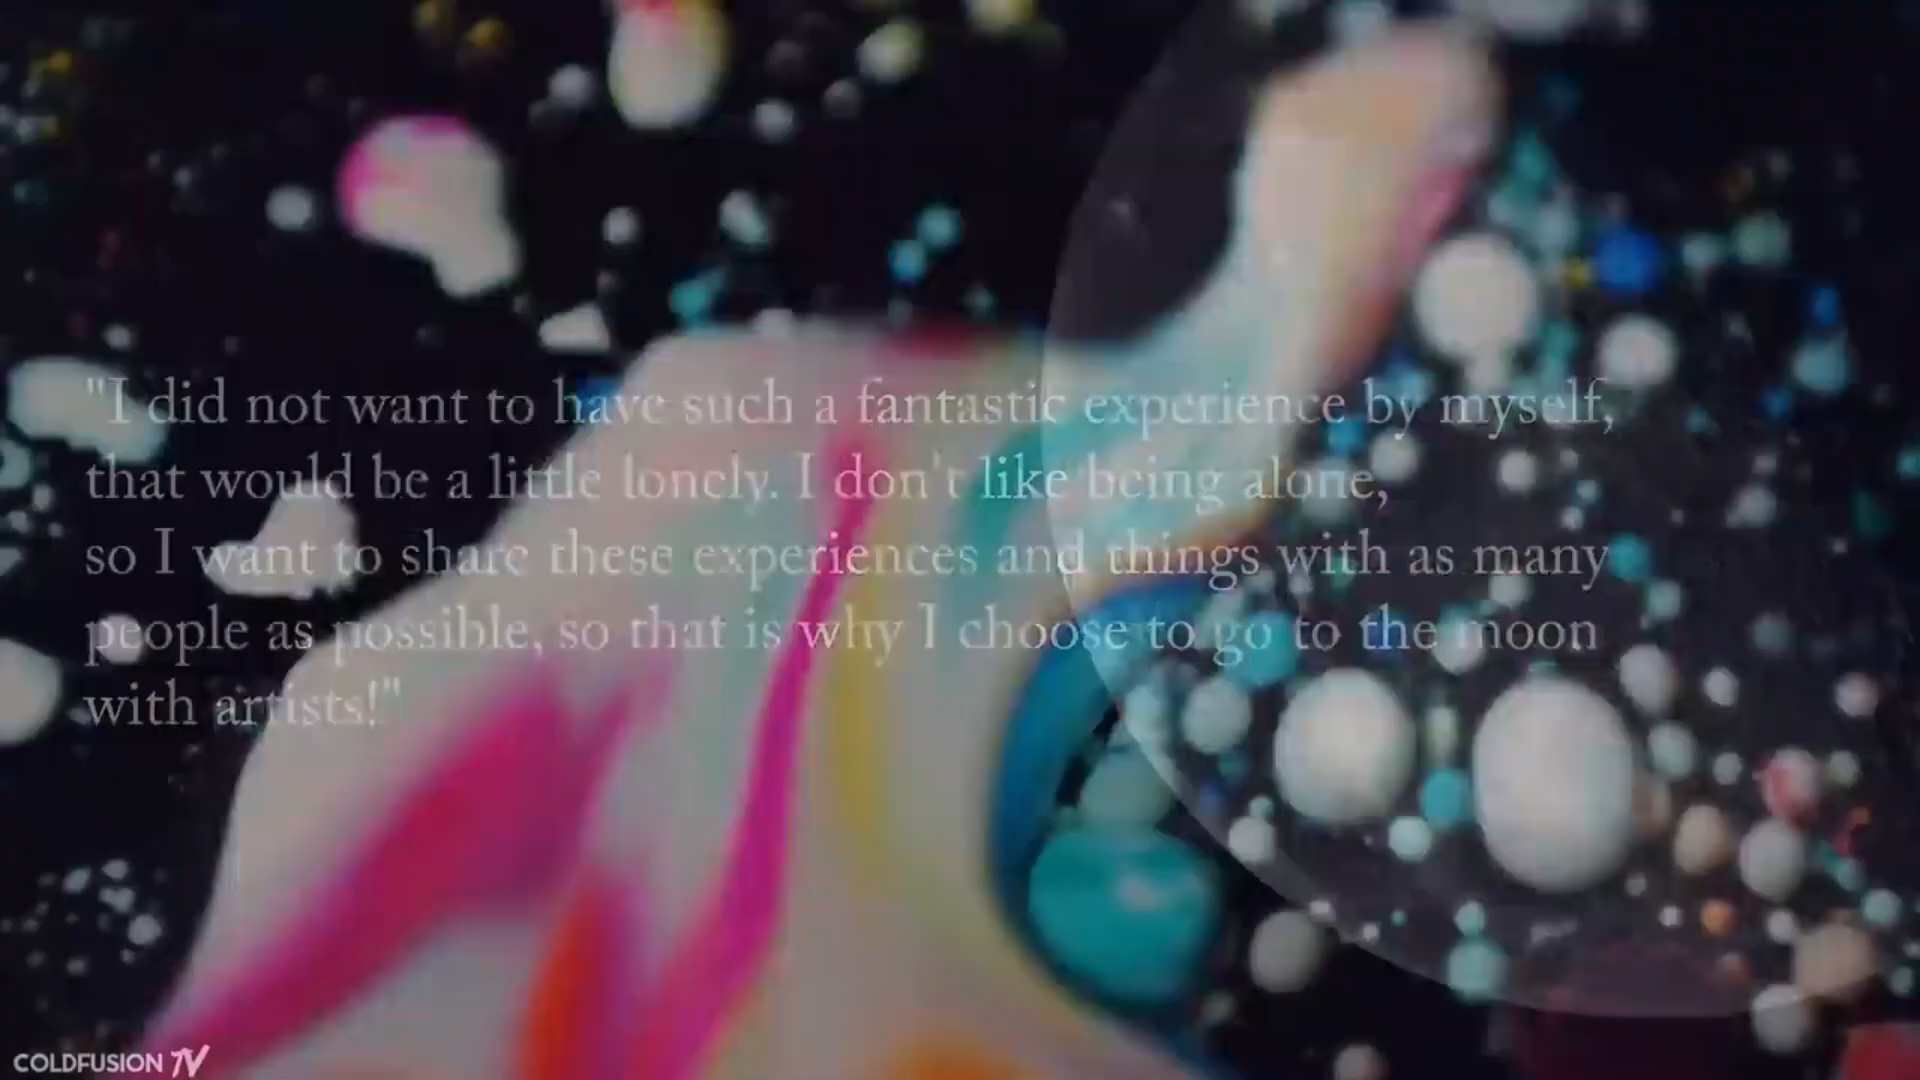 "I did not want to have such a fantastic experience by myself,
that would be a little lonely. I don't like being alone,
so I want to share these experiences and things with as many
people as possible, so that is why I choose to go to the moon
with artists!"
COLDFUSION TV